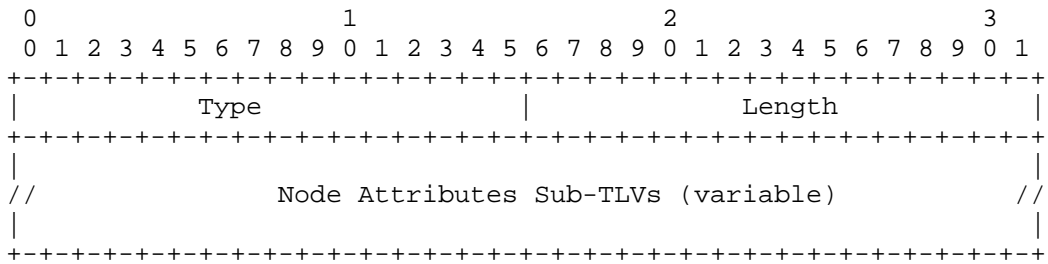 0                   1                   2                   3
 0 1 2 3 4 5 6 7 8 9 0 1 2 3 4 5 6 7 8 9 0 1 2 3 4 5 6 7 8 9 0 1
+-+-+-+-+-+-+-+-+-+-+-+-+-+-+-+-+-+-+-+-+-+-+-+-+-+-+-+-+-+-+-+-+
|           Type                |             Length            |
+-+-+-+-+-+-+-+-+-+-+-+-+-+-+-+-+-+-+-+-+-+-+-+-+-+-+-+-+-+-+-+-+
|                                                               |
//               Node Attributes Sub-TLVs (variable)           //
|                                                               |
+-+-+-+-+-+-+-+-+-+-+-+-+-+-+-+-+-+-+-+-+-+-+-+-+-+-+-+-+-+-+-+-+